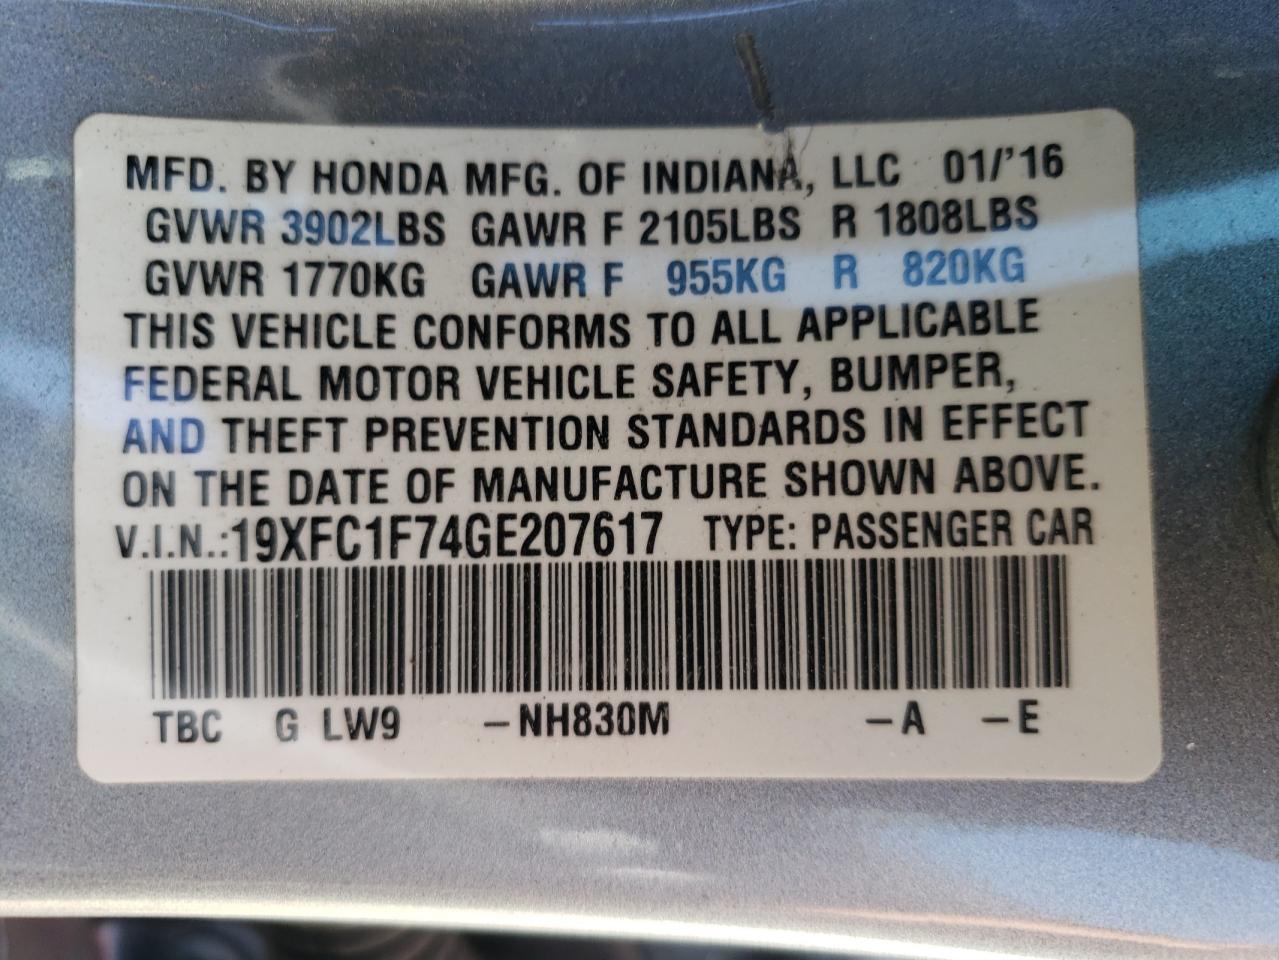 MFD. BY HONDA MFG. OF INDIANA, LLC 01/'16
GVWR 3902LBS GAWR F 2105LBS R 1808LBS
GVWR 1770KG GAWR F 955KG R 820KG
THIS VEHICLE CONFORMS TO ALL APPLICABLE
FEDERAL MOTOR VEHICLE SAFETY, BUMPER,
AND THEFT PREVENTION STANDARDS IN EFFECT
ON THE DATE OF MANUFACTURE SHOWN ABOVE.
V.I.N.:19XFC1F74GE207617 TYPE: PASSENGER CAR
TBC G LW9 -NH830M -A -E